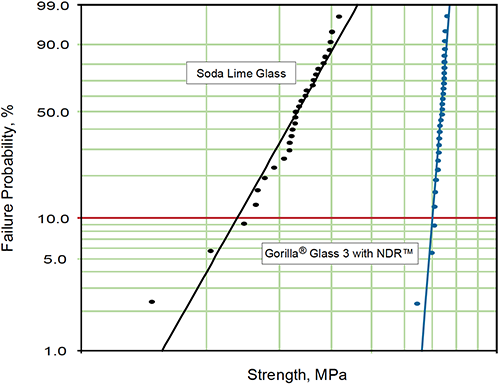 99.0
90.0
Soda Lime Glass
50.0
Failure Probability, %
10.0
Gorilla® Glass 3 with NDR™
5.0
1.0
Strength, MPa